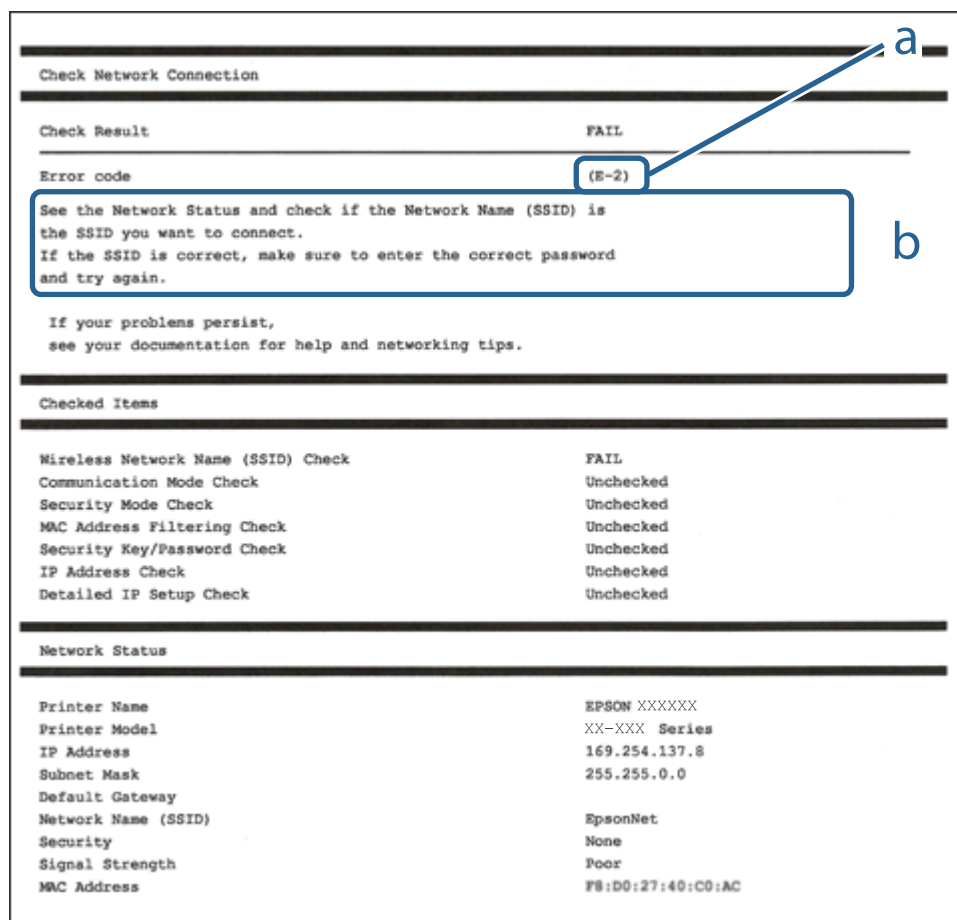 a
Check Network Connection
Check Result FAIL
Error code (E-2)
See the Network Status and check if the Network Name (SSID) is
the SSID you want to connect.
If the SSID is correct, make sure to enter the correct password
and try again.
b
If your problems persist,
see your documentation for help and networking tips.
Checked Items
Wireless Network Name (SSID) Check FAIL
Communication Mode Check Unchecked
Security Mode Check Unchecked
MAC Address Filtering Check Unchecked
Security Key/Password Check Unchecked
IP Address Check Unchecked
Detailed IP Setup Check Unchecked
Network Status
Printer Name EPSON XXXXXX
Printer Model XX-XXX Series
IP Address 169.254.137.8
Subnet Mask 255.255.0.0
Default Gateway
Network Name (SSID) EpsonNet
Security None
Signal Strength Poor
MAC Address F8:D0:27:40:C0:AC